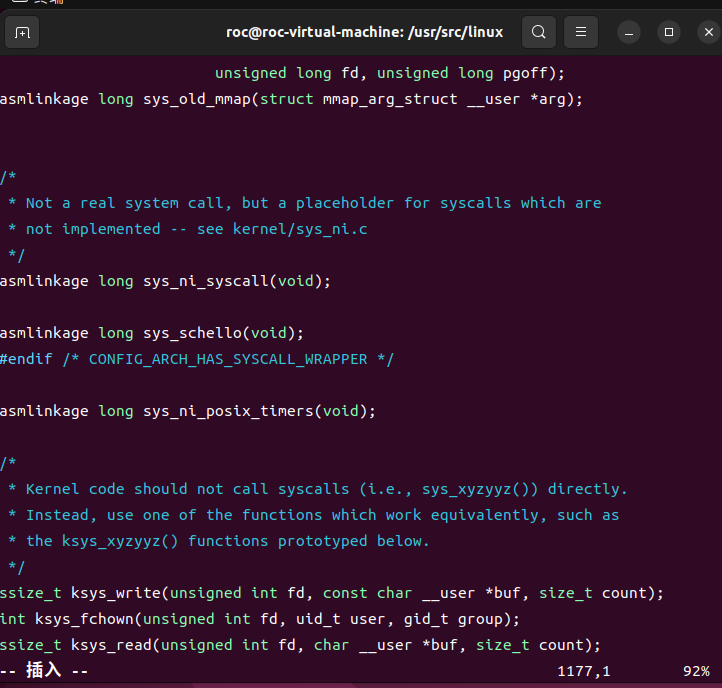 roc@roc-virtual-machine: /usr/src/linux
unsigned long fd, unsigned long pgoff);
asmlinkage long sys_old_mmap(struct mmap_arg_struct __user *arg);
/*
* Not a real system call, but a placeholder for syscalls which are
* not implemented -- see kernel/sys_ni.c
*/
asmlinkage long sys_ni_syscall(void);
asmlinkage long sys_schello(void);
#endif /* CONFIG_ARCH_HAS_SYSCALL_WRAPPER */
asmlinkage long sys_ni_posix_timers(void);
/*
* Kernel code should not call syscalls (i.e., sys_xyzyyz()) directly.
* Instead, use one of the functions which work equivalently, such as
* the ksys_xyzyyz() functions prototyped below.
*/
ssize_t ksys_write(unsigned int fd, const char __user *buf, size_t count);
int ksys_fchown(unsigned int fd, uid_t user, gid_t group);
ssize_t ksys_read(unsigned int fd, char __user *buf, size_t count);
-- 插入 -- 1177,1 92%